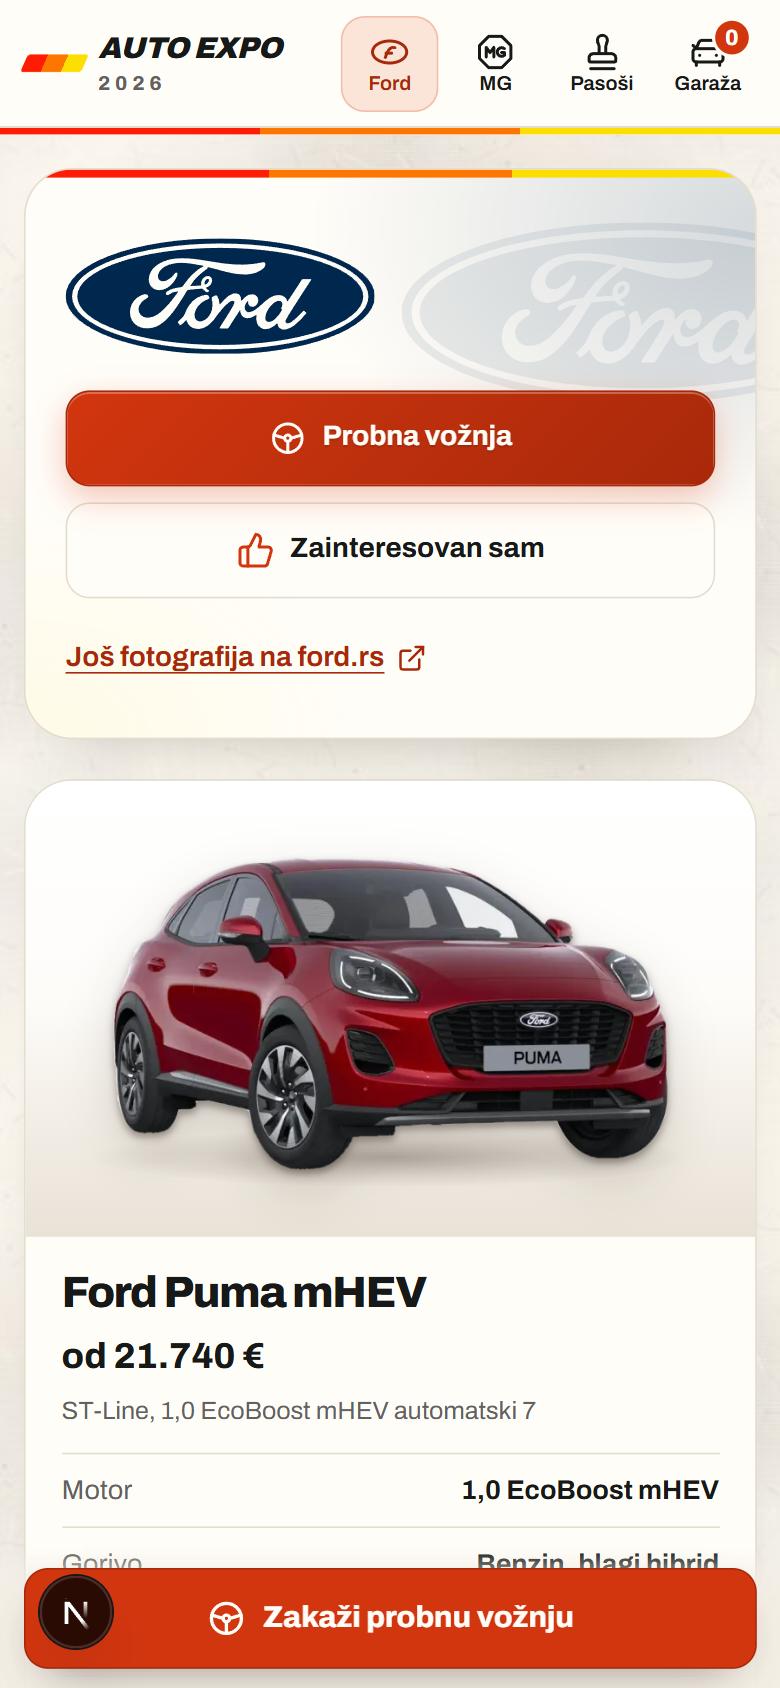 AUTO EXPO
2026
Ford
MG
MG
Pasoši
0
Garaža
Ford
Ford
Probna vožnja
Zainteresovan sam
Još fotografija na ford.rs
Ford
PUMA
Ford Puma mHEV
od 21.740 €
ST-Line, 1,0 EcoBoost mHEV automatski 7
Motor 1,0 EcoBoost mHEV
Gorivo Benzin, blagi hibrid
N Zakaži probnu vožnju